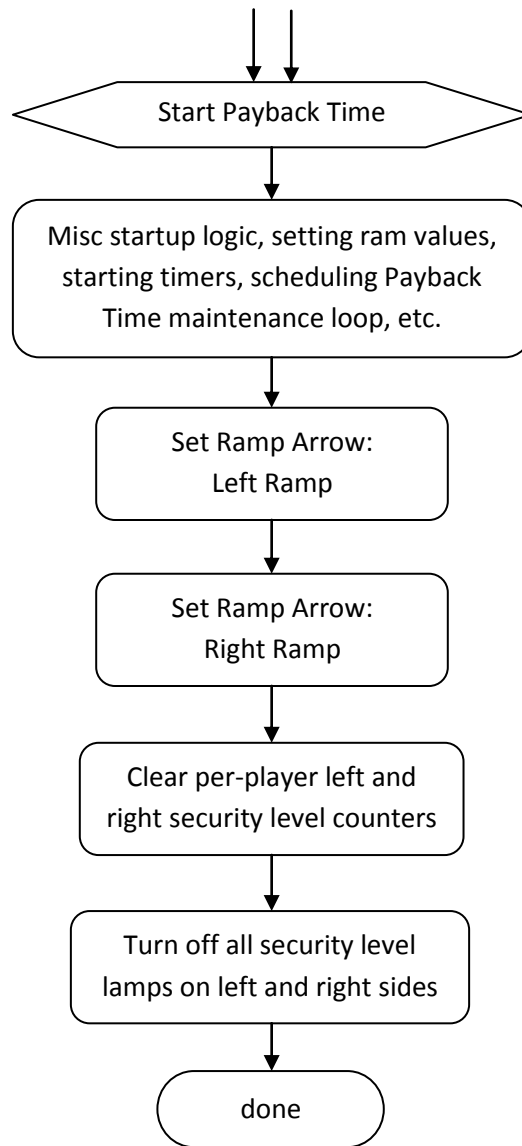 Start Payback Time
Misc startup logic, setting ram values,
starting timers, scheduling Payback
Time maintenance loop, etc.
Set Ramp Arrow:
Left Ramp
Set Ramp Arrow:
Right Ramp
Clear per-player left and
right security level counters
Turn off all security level
lamps on left and right sides
done